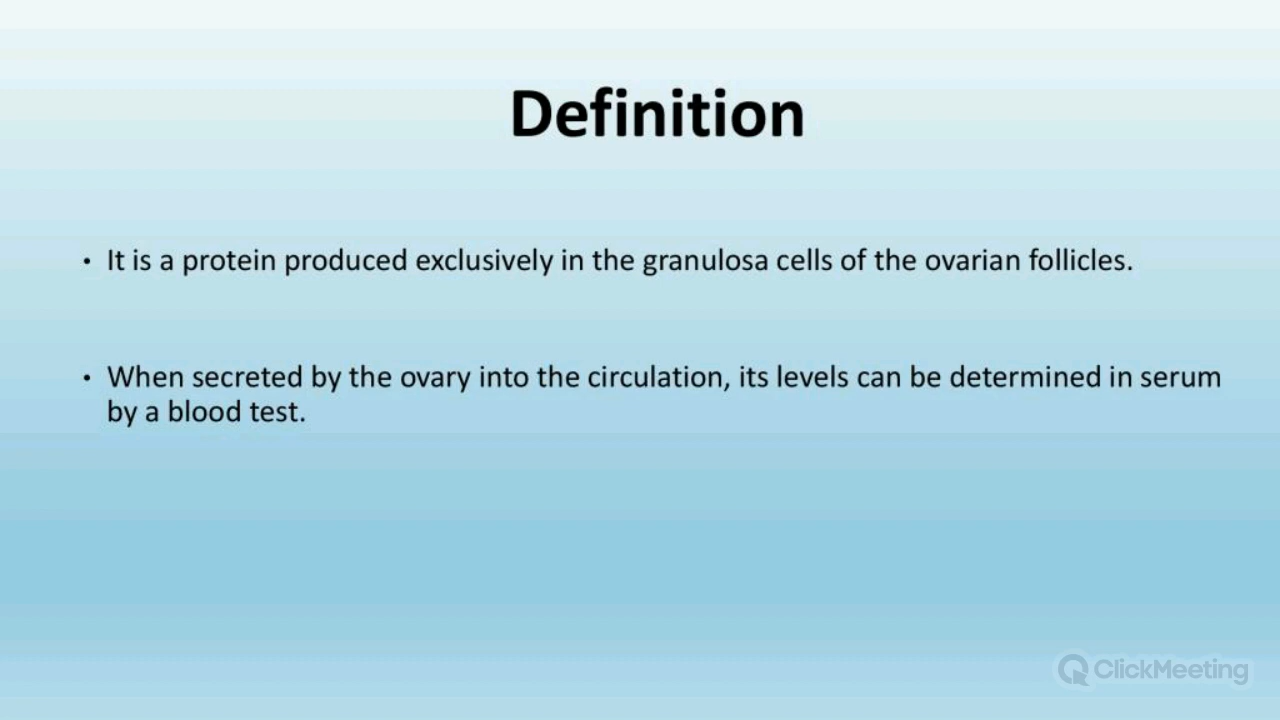 Definition
• It is a protein produced exclusively in the granulosa cells of the ovarian follicles.
• When secreted by the ovary into the circulation, its levels can be determined in serum
by a blood test.
ClickMeeting